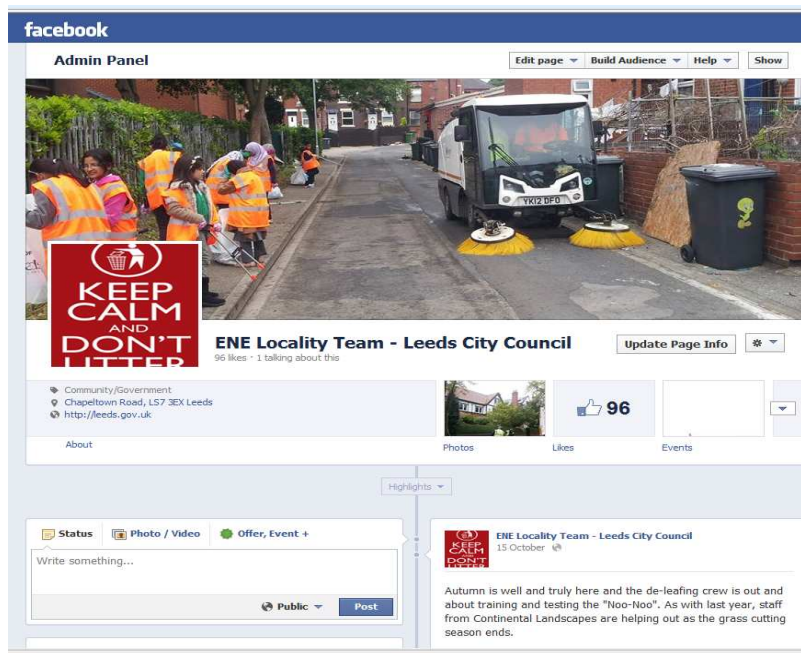 facebook
Admin Panel
Edit page
Build Audience
Help
Show
YK12 DFO
KEEP
CALM
AND
DON'T
LITTER
ENE Locality Team - Leeds City Council
96 likes · 1 talking about this
Update Page Info
Community/Government
Chapeltown Road, LS7 3EX Leeds
http://leeds.gov.uk
About
96
Photos
Likes
Events
Highlights
Status
Photo / Video
Offer, Event +
Write something...
Public
Post
KEEP
CALM
AND
DON'T
ENE Locality Team - Leeds City Council
15 October
Autumn is well and truly here and the de-leafing crew is out and
about training and testing the "Noo-Noo". As with last year, staff
from Continental Landscapes are helping out as the grass cutting
season ends.